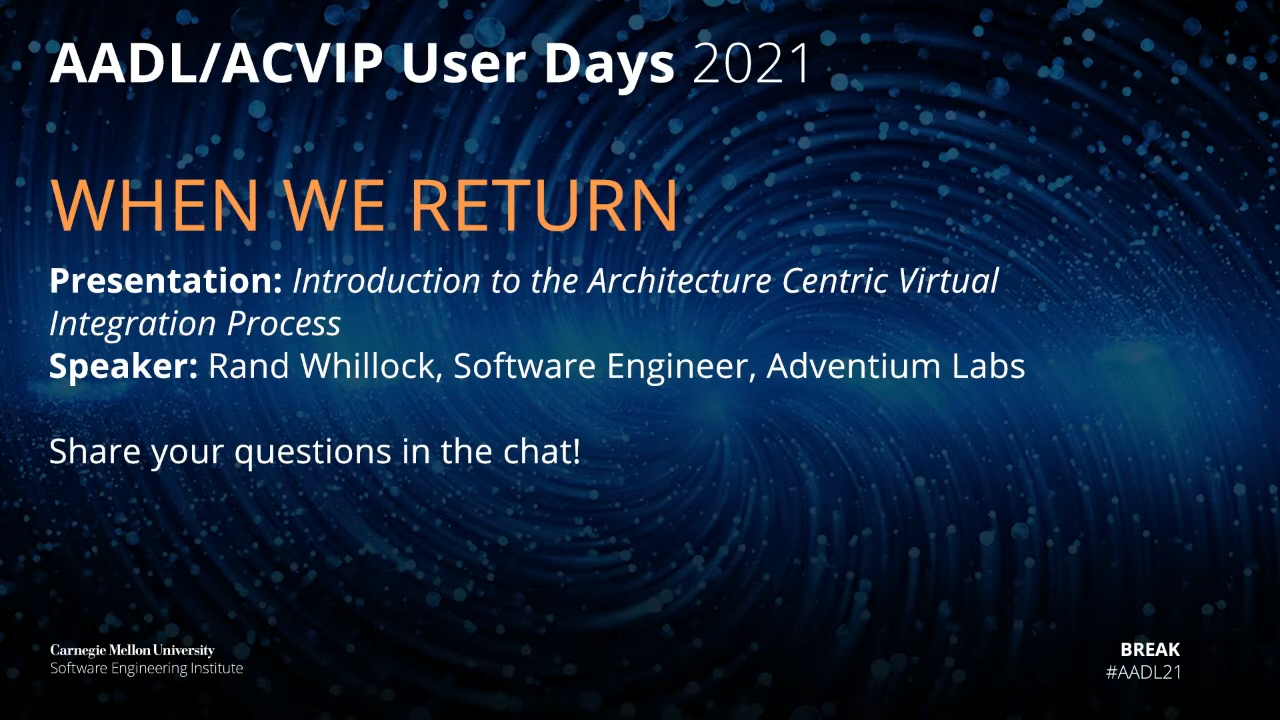 AADL/ACVIP User Days 2021
WHEN WE RETURN
Presentation: Introduction to the Architecture Centric Virtual
Integration Process
Speaker: Rand Whillock, Software Engineer, Adventium Labs
Share your questions in the chat!
Carnegie Mellon University
Software Engineering Institute
BREAK
#AADL21